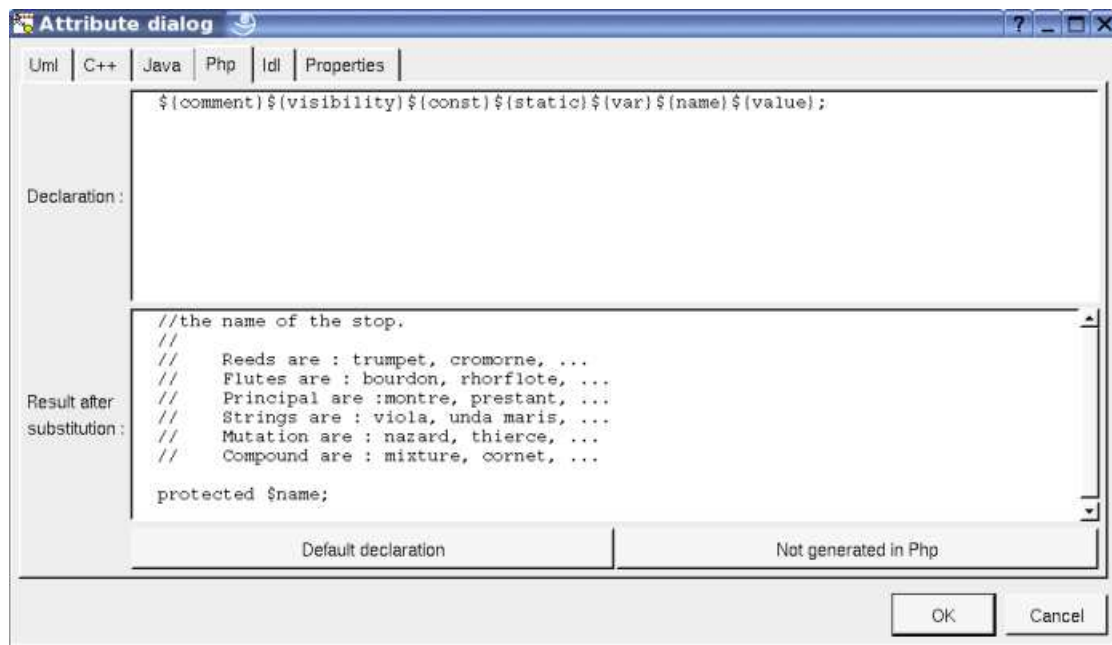 Attribute dialog
Uml C++ Java Php Idl Properties
Declaration :
${comment}${visibility}${const}${static}${var}${name}${value};
Result after
substitution :
//the name of the stop.
//
//    Reeds are : trumpet, cromorne, ...
//    Flutes are : bourdon, rhorflote, ...
//    Principal are :montre, prestant, ...
//    Strings are : viola, unda maris, ...
//    Mutation are : nazard, thierce, ...
//    Compound are : mixture, cornet, ...
protected $name;
Default declaration Not generated in Php
OK Cancel